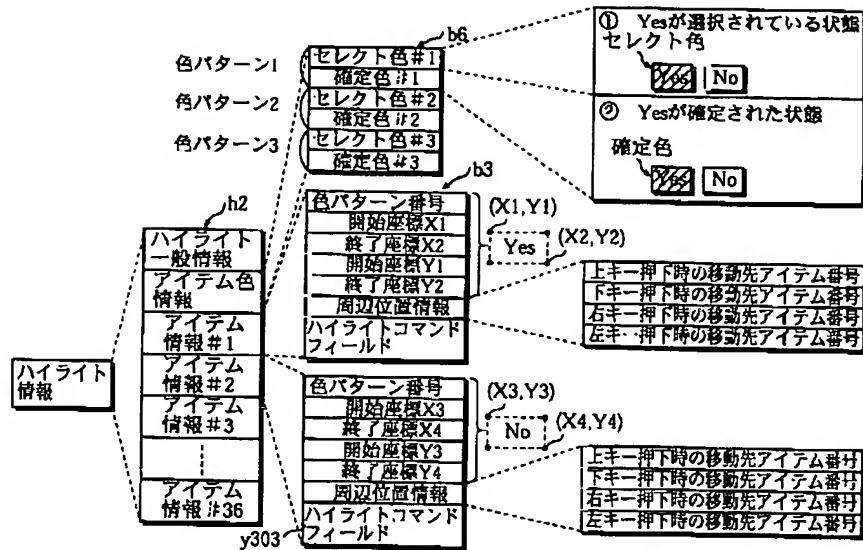 b6
色パターン1
色パターン2
色パターン3
セレクト色#1
確定色#1
セレクト色#2
確定色#2
セレクト色#3
確定色#3
① Yesが選択されている状態
セレクト色
Yes No
② Yesが確定された状態
確定色
Yes No
h2
ハイライト
一般情報
アイテム色
情報
アイテム
情報#1
アイテム
情報#2
アイテム
情報#3
アイテム
情報#36
ハイライト
情報
b3
色パターン番号
開始座標X1
終了座標X2
開始座標Y1
終了座標Y2
周辺位置情報
ハイライトコマンド
フィールド
(X1,Y1)
Yes
(X2,Y2)
上キー押下時の移動先アイテム番号
下キー押下時の移動先アイテム番号
右キー押下時の移動先アイテム番号
左キー押下時の移動先アイテム番号
色パターン番号
開始座標X3
終了座標X4
開始座標Y3
終了座標Y4
周辺位置情報
ハイライトコマンド
フィールド
y303
(X3,Y3)
No
(X4,Y4)
上キー押下時の移動先アイテム番号
下キー押下時の移動先アイテム番号
右キー押下時の移動先アイテム番号
左キー押下時の移動先アイテム番号